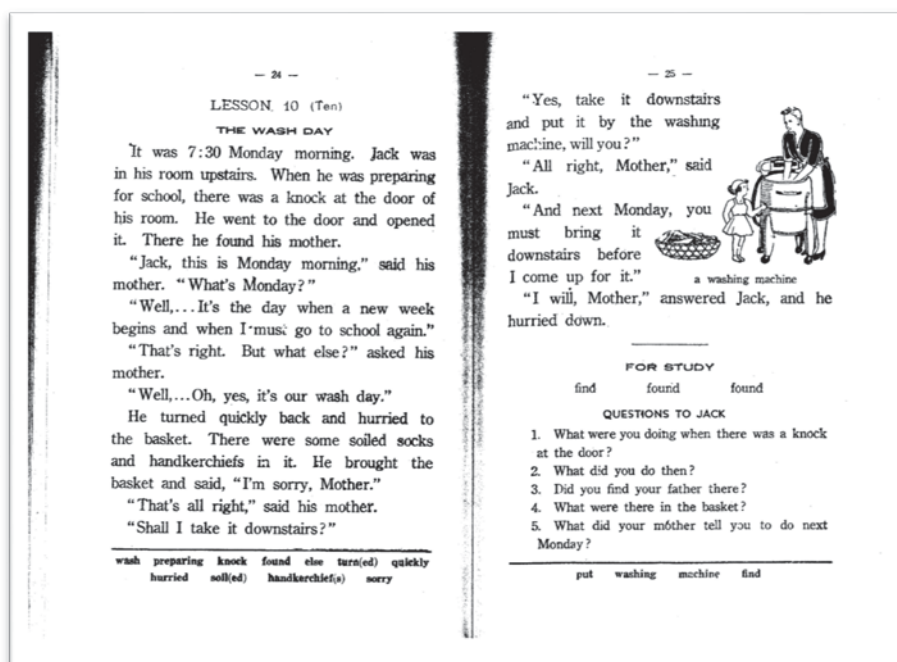 — 24 —
LESSON 10 (Ten)
THE WASH DAY
It was 7:30 Monday morning. Jack was
in his room upstairs. When he was preparing
for school, there was a knock at the door of
his room. He went to the door and opened
it. There he found his mother.
"Jack, this is Monday morning," said his
mother. "What's Monday?"
"Well,...It's the day when a new week
begins and when I must go to school again."
"That's right. But what else?" asked his
mother.
"Well,...Oh, yes, it's our wash day."
He turned quickly back and hurried to
the basket. There were some soiled socks
and handkerchiefs in it. He brought the
basket and said, "I'm sorry, Mother."
"That's all right," said his mother.
"Shall I take it downstairs?"
wash preparing knock found else turn(ed) quickly
hurried soil(ed) handkerchief(s) sorry
— 25 —
"Yes, take it downstairs
and put it by the washing
machine, will you?"
"All right, Mother," said
Jack.
"And next Monday, you
must bring it
downstairs before
I come up for it."
a washing machine
"I will, Mother," answered Jack, and he
hurried down.
FOR STUDY
find found found
QUESTIONS TO JACK
1. What were you doing when there was a knock
at the door?
2. What did you do then?
3. Did you find your father there?
4. What were there in the basket?
5. What did your mother tell you to do next
Monday?
put washing machine find